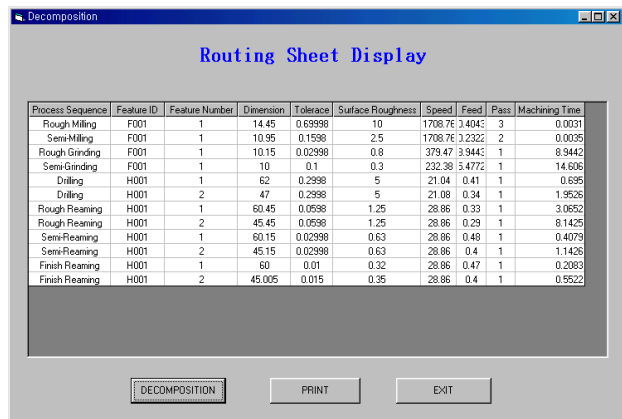 Decomposition
Routing Sheet Display
Process Sequence Feature ID Feature Number Dimension Tolerace Surface Roughness Speed Feed Pass Machining Time
Rough Milling F001 1 14.45 0.69998 10 1708.76 0.4043 3 0.0031
Semi-Milling F001 1 10.95 0.1598 2.5 1708.76 0.2322 2 0.0035
Rough Grinding F001 1 10.15 0.02998 0.8 379.47 8.9443 1 8.9442
Semi-Grinding F001 1 10 0.1 0.3 232.38 5.4772 1 14.606
Drilling H001 1 62 0.2998 5 21.04 0.41 1 0.695
Drilling H001 2 47 0.2998 5 21.08 0.34 1 1.9526
Rough Reaming H001 1 60.45 0.0598 1.25 28.86 0.33 1 3.0652
Rough Reaming H001 2 45.45 0.0598 1.25 28.86 0.29 1 8.1425
Semi-Reaming H001 1 60.15 0.02998 0.63 28.86 0.48 1 0.4079
Semi-Reaming H001 2 45.15 0.02998 0.63 28.86 0.4 1 1.1426
Finish Reaming H001 1 60 0.01 0.32 28.86 0.47 1 0.2083
Finish Reaming H001 2 45.005 0.015 0.35 28.86 0.4 1 0.5522
DECOMPOSITION PRINT EXIT